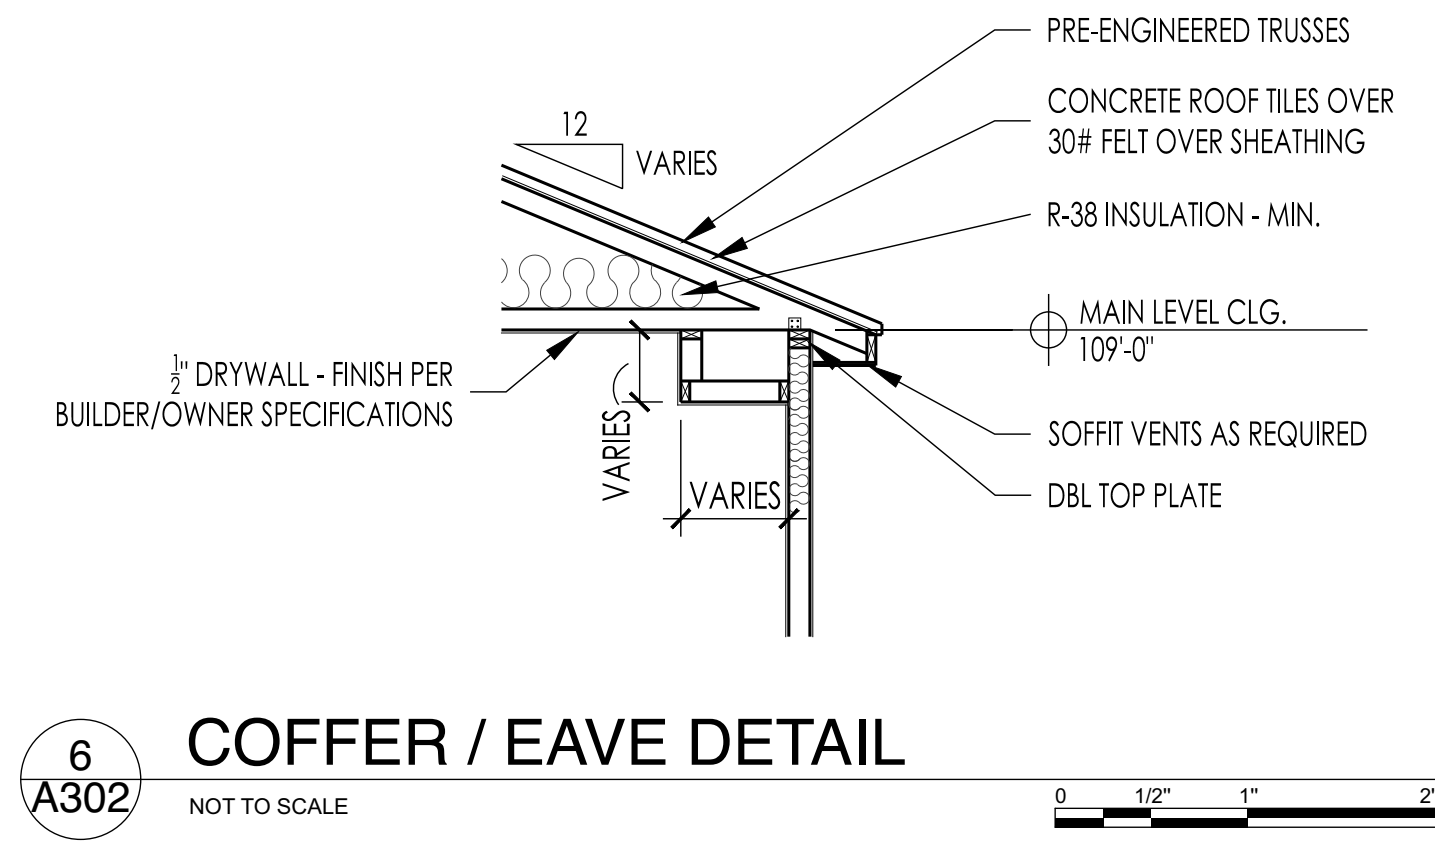 PRE-ENGINEERED TRUSSES
CONCRETE ROOF TILES OVER
30# FELT OVER SHEATHING
12
VARIES
R-38 INSULATION - MIN.
MAIN LEVEL CLG.
109'-0"
1/2" DRYWALL - FINISH PER
BUILDER/OWNER SPECIFICATIONS
VARIES
VARIES
SOFFIT VENTS AS REQUIRED
DBL TOP PLATE
6
A302
COFFER / EAVE DETAIL
NOT TO SCALE
0 1/2" 1" 2"